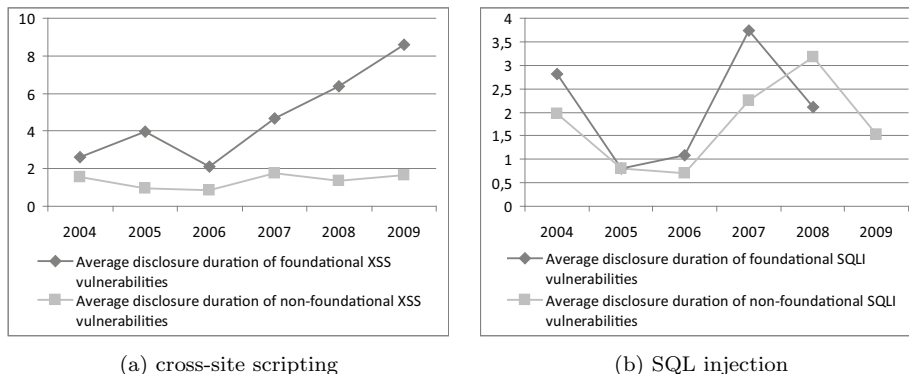 10
8
6
4
2
0
2004 2005 2006 2007 2008 2009
Average disclosure duration of foundational XSS
vulnerabilities
Average disclosure duration of non-foundational XSS
vulnerabilities
(a) cross-site scripting
4
3,5
3
2,5
2
1,5
1
0,5
0
2004 2005 2006 2007 2008 2009
Average disclosure duration of foundational SQLI
vulnerabilities
Average disclosure duration of non-foundational SQLI
vulnerabilities
(b) SQL injection